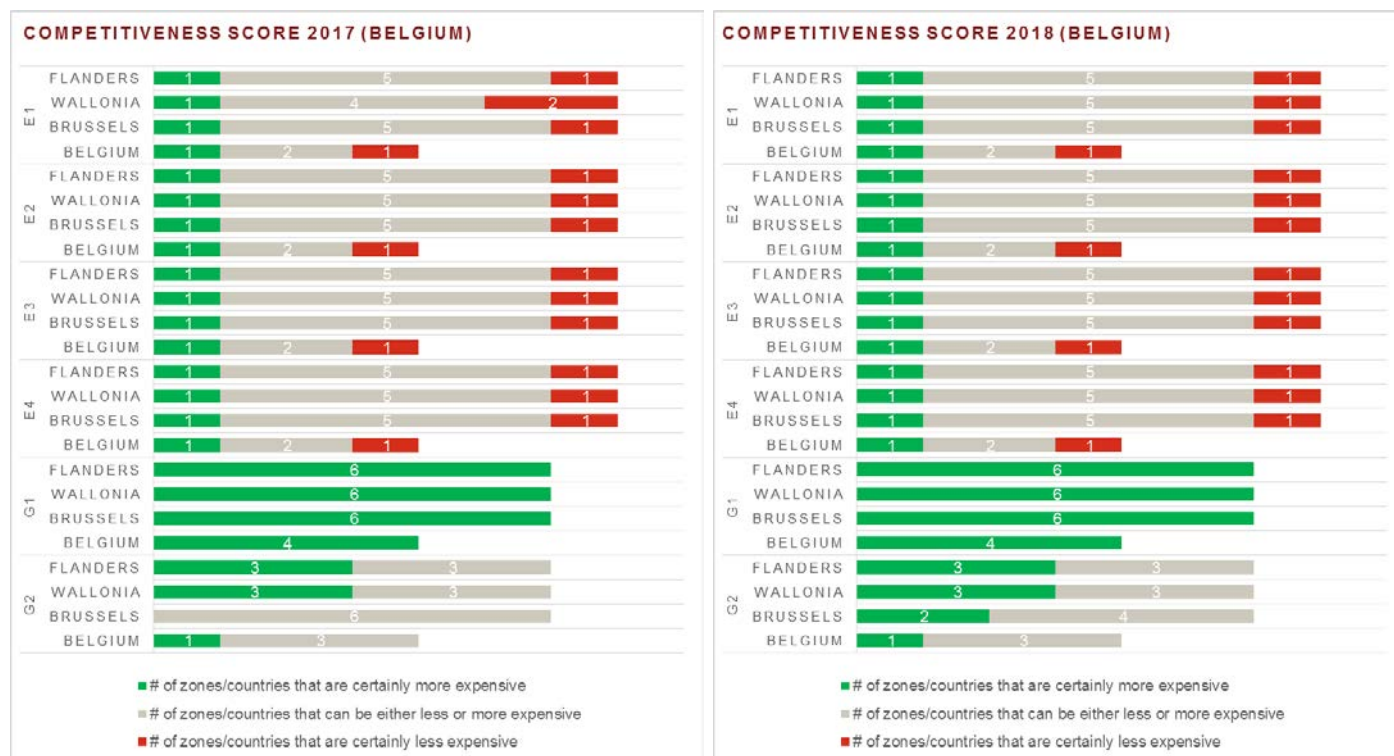 COMPETITIVENESS SCORE 2017 (BELGIUM)
E1
FLANDERS 1 5 1
WALLONIA 1 4 2
BRUSSELS 1 5 1
BELGIUM 1 2 1
E2
FLANDERS 1 5 1
WALLONIA 1 5 1
BRUSSELS 1 5 1
BELGIUM 1 2 1
E3
FLANDERS 1 5 1
WALLONIA 1 5 1
BRUSSELS 1 5 1
BELGIUM 1 2 1
E4
FLANDERS 1 5 1
WALLONIA 1 5 1
BRUSSELS 1 5 1
BELGIUM 1 2 1
G1
FLANDERS 6
WALLONIA 6
BRUSSELS 6
BELGIUM 4
G2
FLANDERS 3 3
WALLONIA 3 3
BRUSSELS 6
BELGIUM 1 3
# of zones/countries that are certainly more expensive
# of zones/countries that can be either less or more expensive
# of zones/countries that are certainly less expensive
COMPETITIVENESS SCORE 2018 (BELGIUM)
E1
FLANDERS 1 5 1
WALLONIA 1 5 1
BRUSSELS 1 5 1
BELGIUM 1 2 1
E2
FLANDERS 1 5 1
WALLONIA 1 5 1
BRUSSELS 1 5 1
BELGIUM 1 2 1
E3
FLANDERS 1 5 1
WALLONIA 1 5 1
BRUSSELS 1 5 1
BELGIUM 1 2 1
E4
FLANDERS 1 5 1
WALLONIA 1 5 1
BRUSSELS 1 5 1
BELGIUM 1 2 1
G1
FLANDERS 6
WALLONIA 6
BRUSSELS 6
BELGIUM 4
G2
FLANDERS 3 3
WALLONIA 3 3
BRUSSELS 2 4
BELGIUM 1 3
# of zones/countries that are certainly more expensive
# of zones/countries that can be either less or more expensive
# of zones/countries that are certainly less expensive